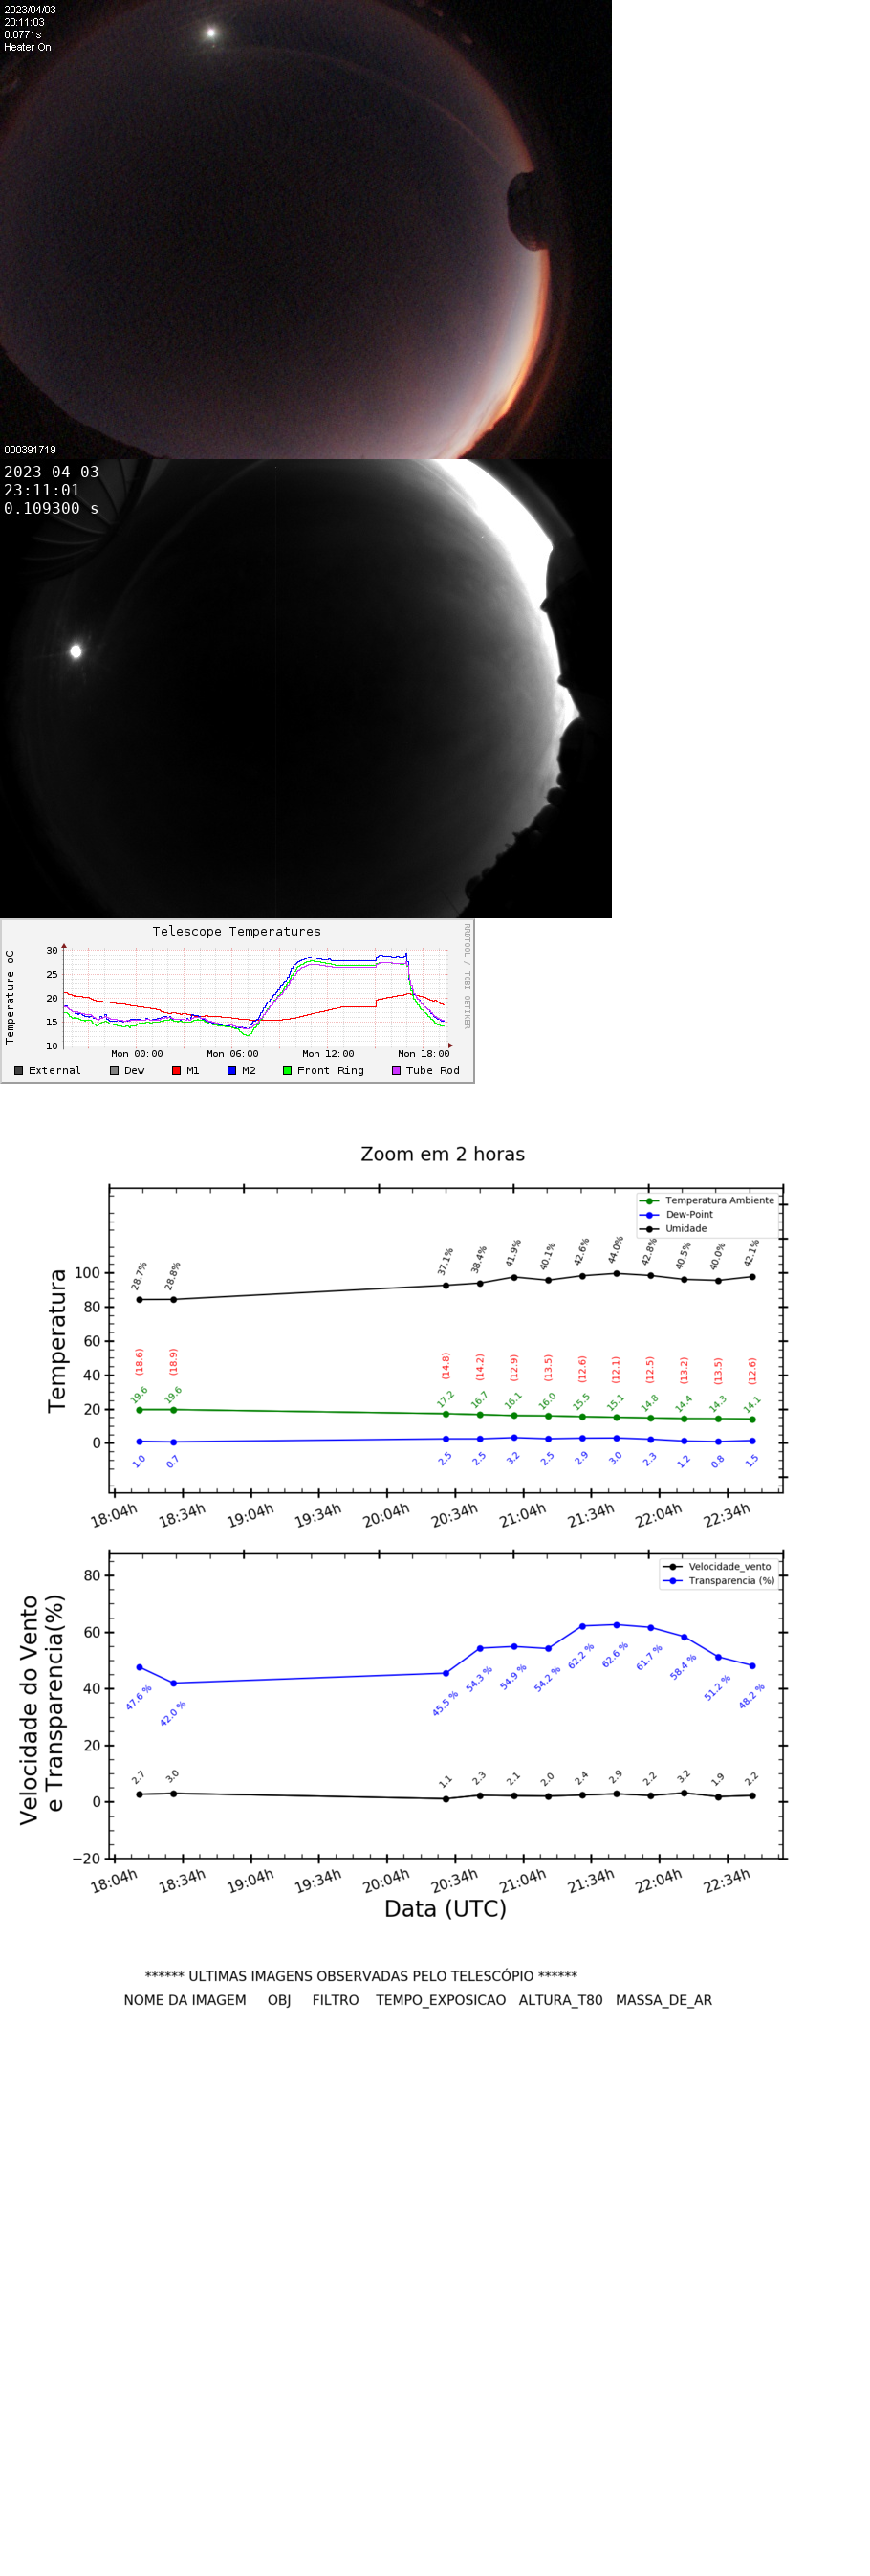 2023/04/03
20:11:03
0.0771s
Heater On
000391719
2023-04-03
23:11:01
0.109300 s
Telescope Temperatures
Temperature oC
RRDTOOL / TOBI OETIKER
30
25
20
15
10
Mon 00:00 Mon 06:00 Mon 12:00 Mon 18:00
External Dew M1 M2 Front Ring Tube Rod
Zoom em 2 horas
Temperatura
Temperatura Ambiente
Dew-Point
Umidade
100
80
60
40
20
0
28.7% 28.8% 37.1% 38.4% 41.9% 40.1% 42.6% 44.0% 42.8% 40.5% 40.0% 42.1%
(18.6) (18.9) (14.8) (14.2) (12.9) (13.5) (12.6) (12.1) (12.5) (13.2) (13.5) (12.6)
19.6 19.6 17.2 16.7 16.1 16.0 15.5 15.1 14.8 14.4 14.3 14.1
1.0 0.7 2.5 2.5 3.2 2.5 2.9 3.0 2.3 1.2 0.8 1.5
18:04h 18:34h 19:04h 19:34h 20:04h 20:34h 21:04h 21:34h 22:04h 22:34h
Velocidade do Vento
e Transparencia(%)
Velocidade_vento
Transparencia (%)
80
60
40
20
0
−20
47.6 % 42.0 % 45.5 % 54.3 % 54.9 % 54.2 % 62.2 % 62.6 % 61.7 % 58.4 % 51.2 % 48.2 %
2.7 3.0 1.1 2.3 2.1 2.0 2.4 2.9 2.2 3.2 1.9 2.2
18:04h 18:34h 19:04h 19:34h 20:04h 20:34h 21:04h 21:34h 22:04h 22:34h
Data (UTC)
****** ULTIMAS IMAGENS OBSERVADAS PELO TELESCÓPIO ******
NOME DA IMAGEM OBJ FILTRO TEMPO_EXPOSICAO ALTURA_T80 MASSA_DE_AR